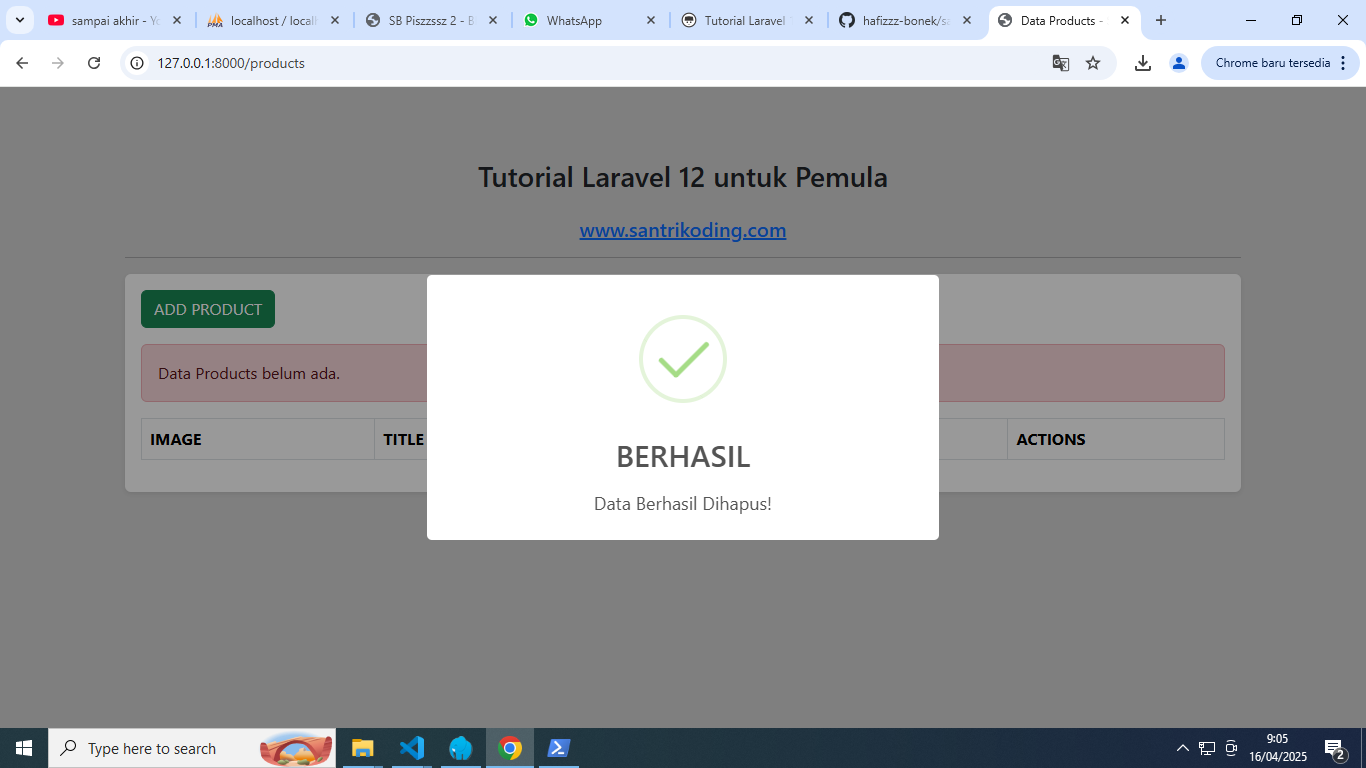 sampai akhir - Yo
localhost / locall
SB Piszzssz 2 - B
WhatsApp
Tutorial Laravel
hafizzz-bonek/sa
Data Products -
127.0.0.1:8000/products
Chrome baru tersedia
Tutorial Laravel 12 untuk Pemula
www.santrikoding.com
ADD PRODUCT
Data Products belum ada.
IMAGE
TITLE
ACTIONS
BERHASIL
Data Berhasil Dihapus!
Type here to search
9:05
16/04/2025
2